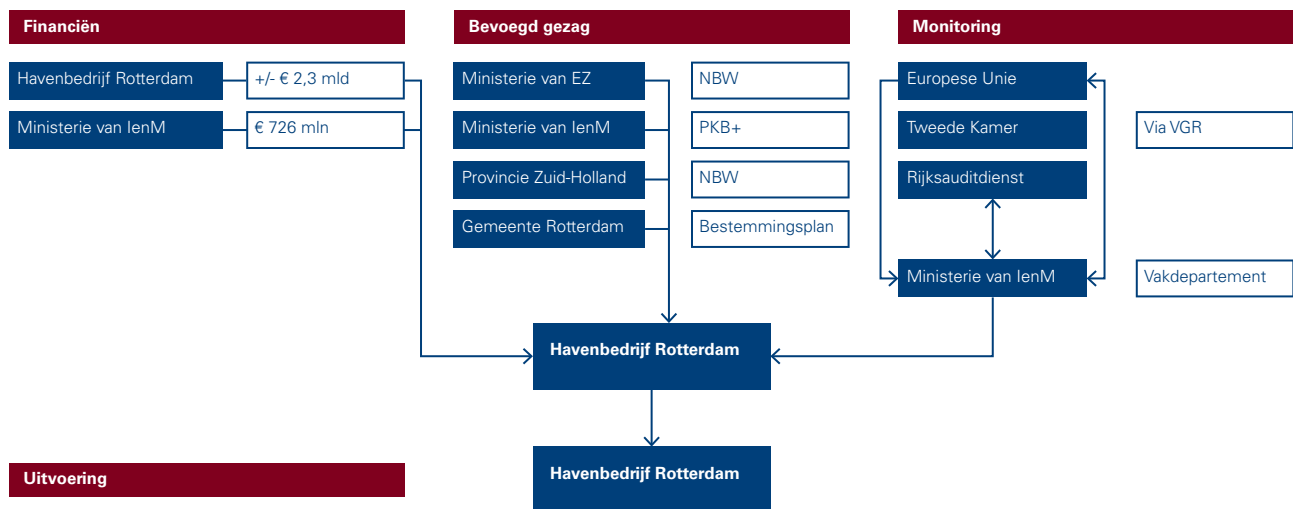 Financiën
Havenbedrijf Rotterdam
+/- € 2,3 mld
Ministerie van IenM
€ 726 mln
Bevoegd gezag
Ministerie van EZ
NBW
Ministerie van IenM
PKB+
Provincie Zuid-Holland
NBW
Gemeente Rotterdam
Bestemmingsplan
Monitoring
Europese Unie
Tweede Kamer
Via VGR
Rijksauditdienst
Ministerie van IenM
Vakdepartement
Havenbedrijf Rotterdam
Uitvoering
Havenbedrijf Rotterdam